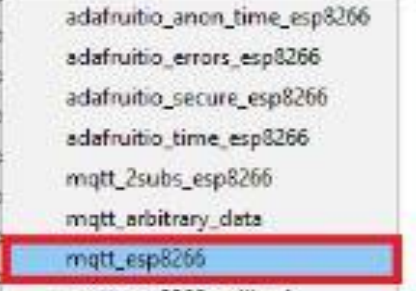 adafruitio_anon_time_esp8266
adafruitio_errors_esp8266
adafruitio_secure_esp8266
adafruitio_time_esp8266
mqtt_2subs_esp8266
mqtt_arbitrary_data
mqtt_esp8266